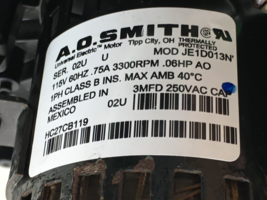 A.O.SMITH
Universal Electric™ Motor Tipp City, OH THERMALLY PROTECTED
SER. 02U U MOD JE1D013N
115V 60HZ .75A 3300RPM .06HP AO
1PH CLASS B INS. MAX AMB 40°C
ASSEMBLED IN 02U 3MFD 250VAC CAP
MEXICO
HC27CB119